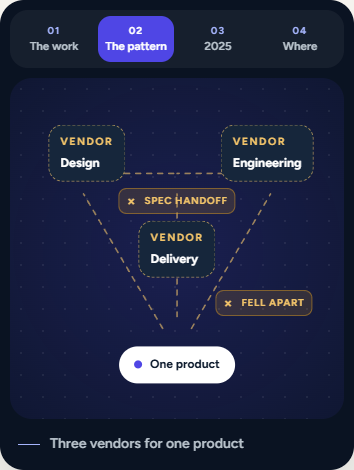 01
The work
02
The pattern
03
2025
04
Where
VENDOR
Design
VENDOR
Engineering
× SPEC HANDOFF
VENDOR
Delivery
× FELL APART
One product
Three vendors for one product